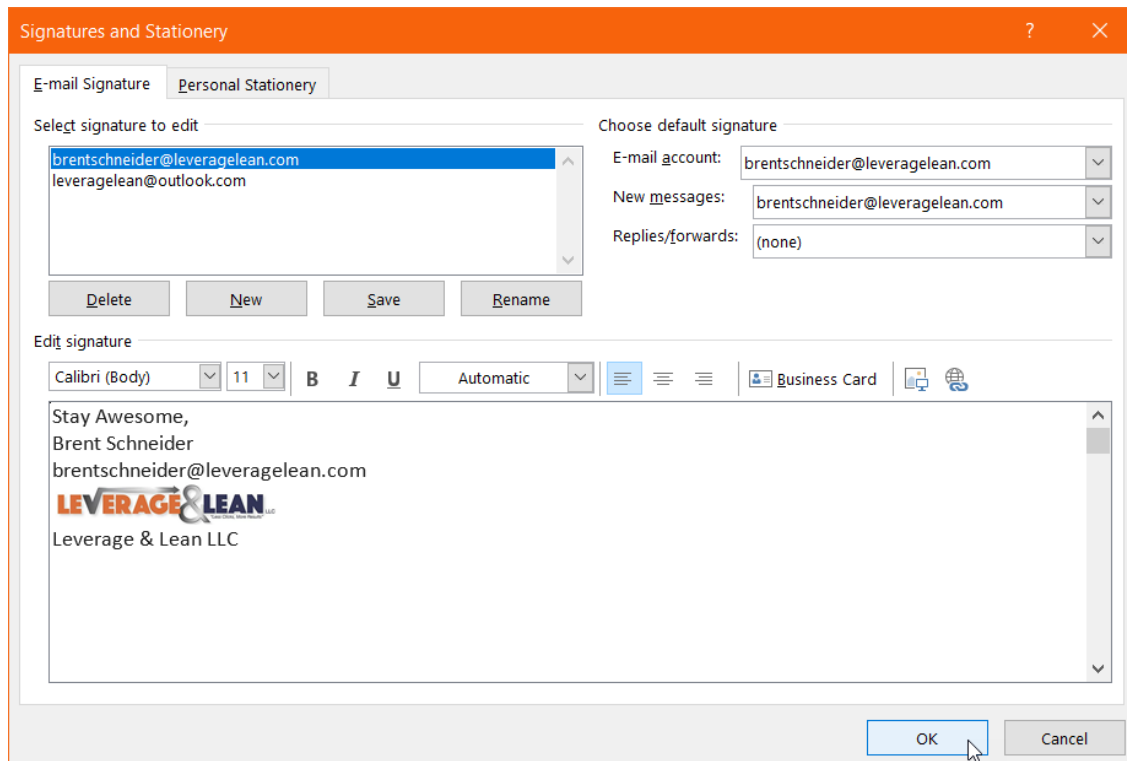 Signatures and Stationery
?
E-mail Signature
Personal Stationery
Select signature to edit
brentschneider@leveragelean.com
leveragelean@outlook.com
Delete
New
Save
Rename
Choose default signature
E-mail account:
brentschneider@leveragelean.com
New messages:
brentschneider@leveragelean.com
Replies/forwards:
(none)
Edit signature
Calibri (Body)
11
B
I
U
Automatic
Business Card
Stay Awesome,
Brent Schneider
brentschneider@leveragelean.com
LEVERAGE&LEAN LLC
Leverage & Lean LLC
OK
Cancel